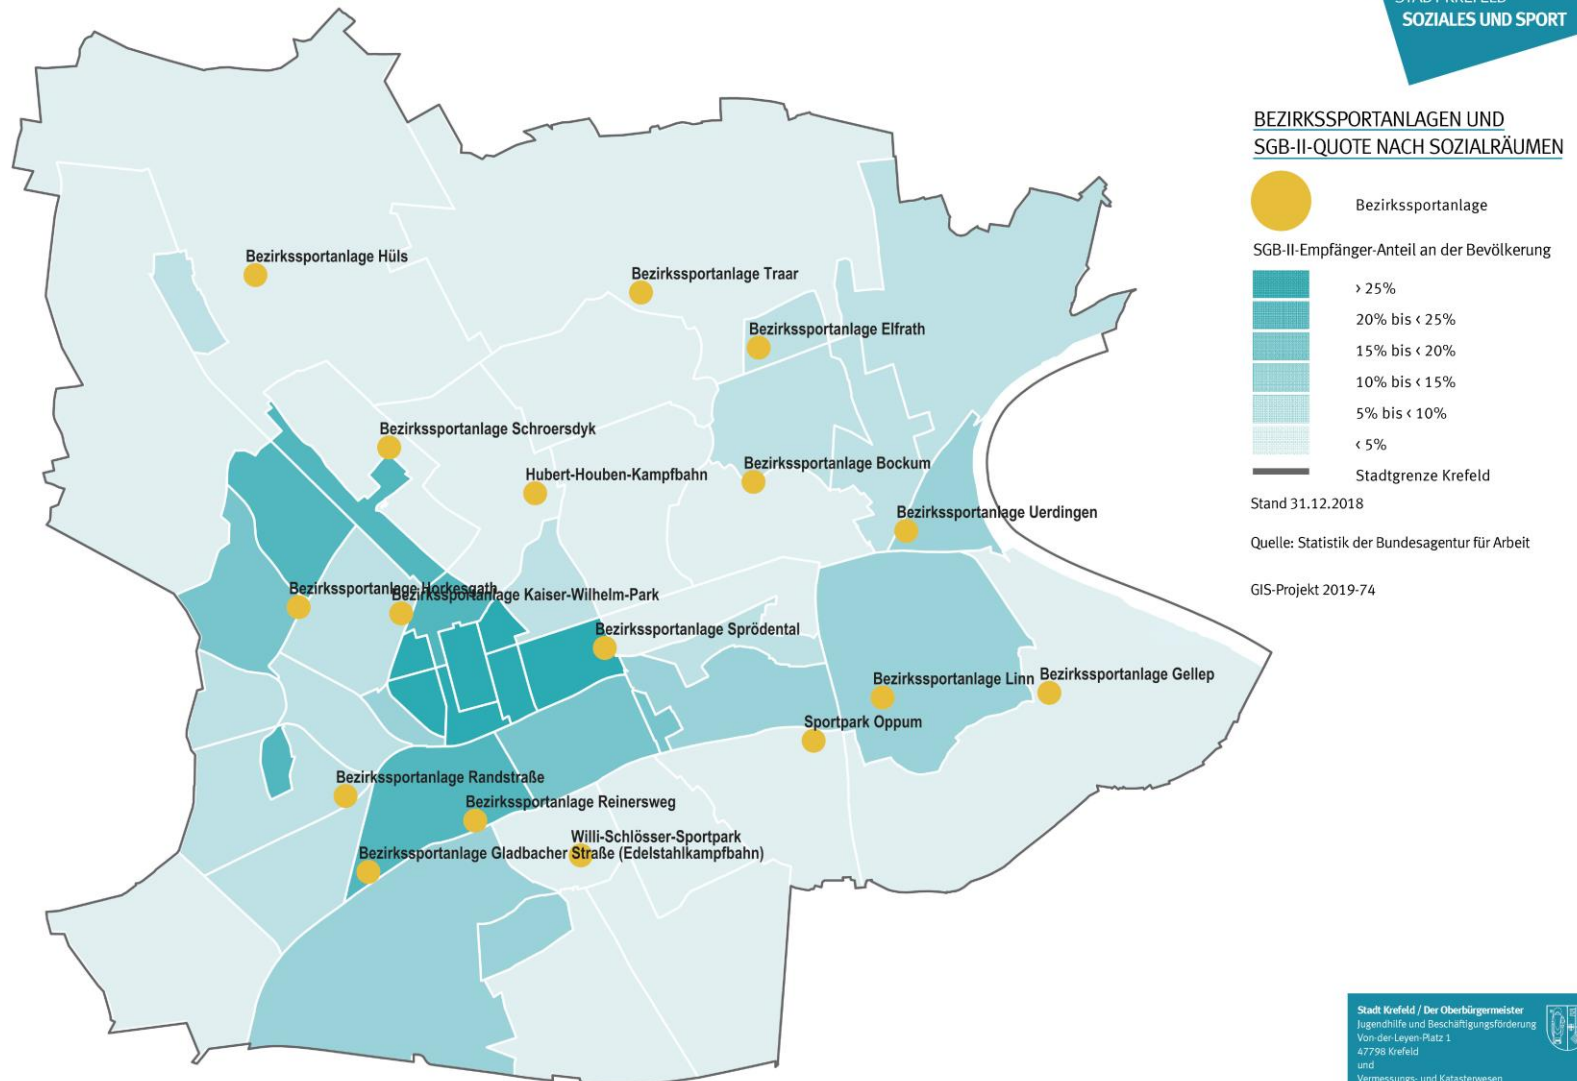 STADT KREFELD
SOZIALES UND SPORT
BEZIRKSSPORTANLAGEN UND
SGB-II-QUOTE NACH SOZIALRÄUMEN
Bezirkssportanlage
SGB-II-Empfänger-Anteil an der Bevölkerung
> 25%
20% bis < 25%
15% bis < 20%
10% bis < 15%
5% bis < 10%
< 5%
Stadtgrenze Krefeld
Stand 31.12.2018
Quelle: Statistik der Bundesagentur für Arbeit
GIS-Projekt 2019-74
Bezirkssportanlage Hüls
Bezirkssportanlage Traar
Bezirkssportanlage Elfrath
Bezirkssportanlage Schroersdyk
Hubert-Houben-Kampfbahn
Bezirkssportanlage Bockum
Bezirkssportanlage Uerdingen
Bezirkssportanlage Horkesgath
Bezirkssportanlage Kaiser-Wilhelm-Park
Bezirkssportanlage Sprödental
Bezirkssportanlage Linn
Bezirkssportanlage Gellep
Sportpark Oppum
Bezirkssportanlage Randstraße
Bezirkssportanlage Reinersweg
Willi-Schlösser-Sportpark
(Edelstahlkampfbahn)
Bezirkssportanlage Gladbacher Straße
Stadt Krefeld / Der Oberbürgermeister
Jugendhilfe und Beschäftigungsförderung
Von-der-Leyen-Platz 1
47798 Krefeld
und
Vermessungs- und Katasterwesen